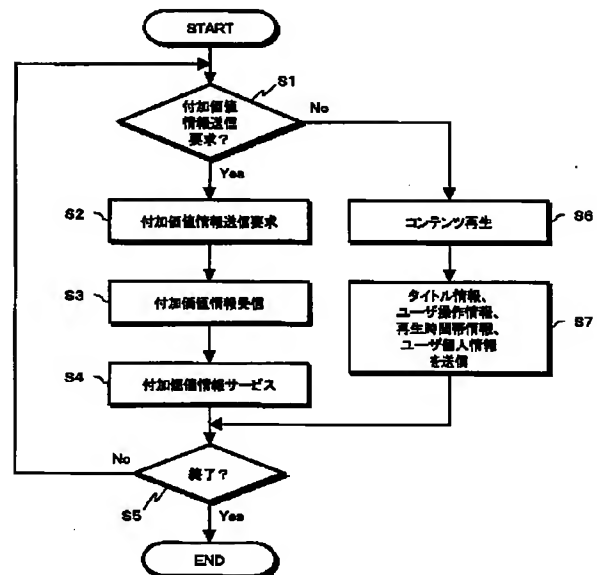 START
S1
付加価値
情報送信
要求？
No
Yes
S2
付加価値情報送信要求
コンテンツ再生
S6
S3
付加価値情報受信
タイトル情報、
ユーザ操作情報、
再生時間帯情報、
ユーザ個人情報
を送信
S7
S4
付加価値情報サービス
No
終了？
S5
Yes
END